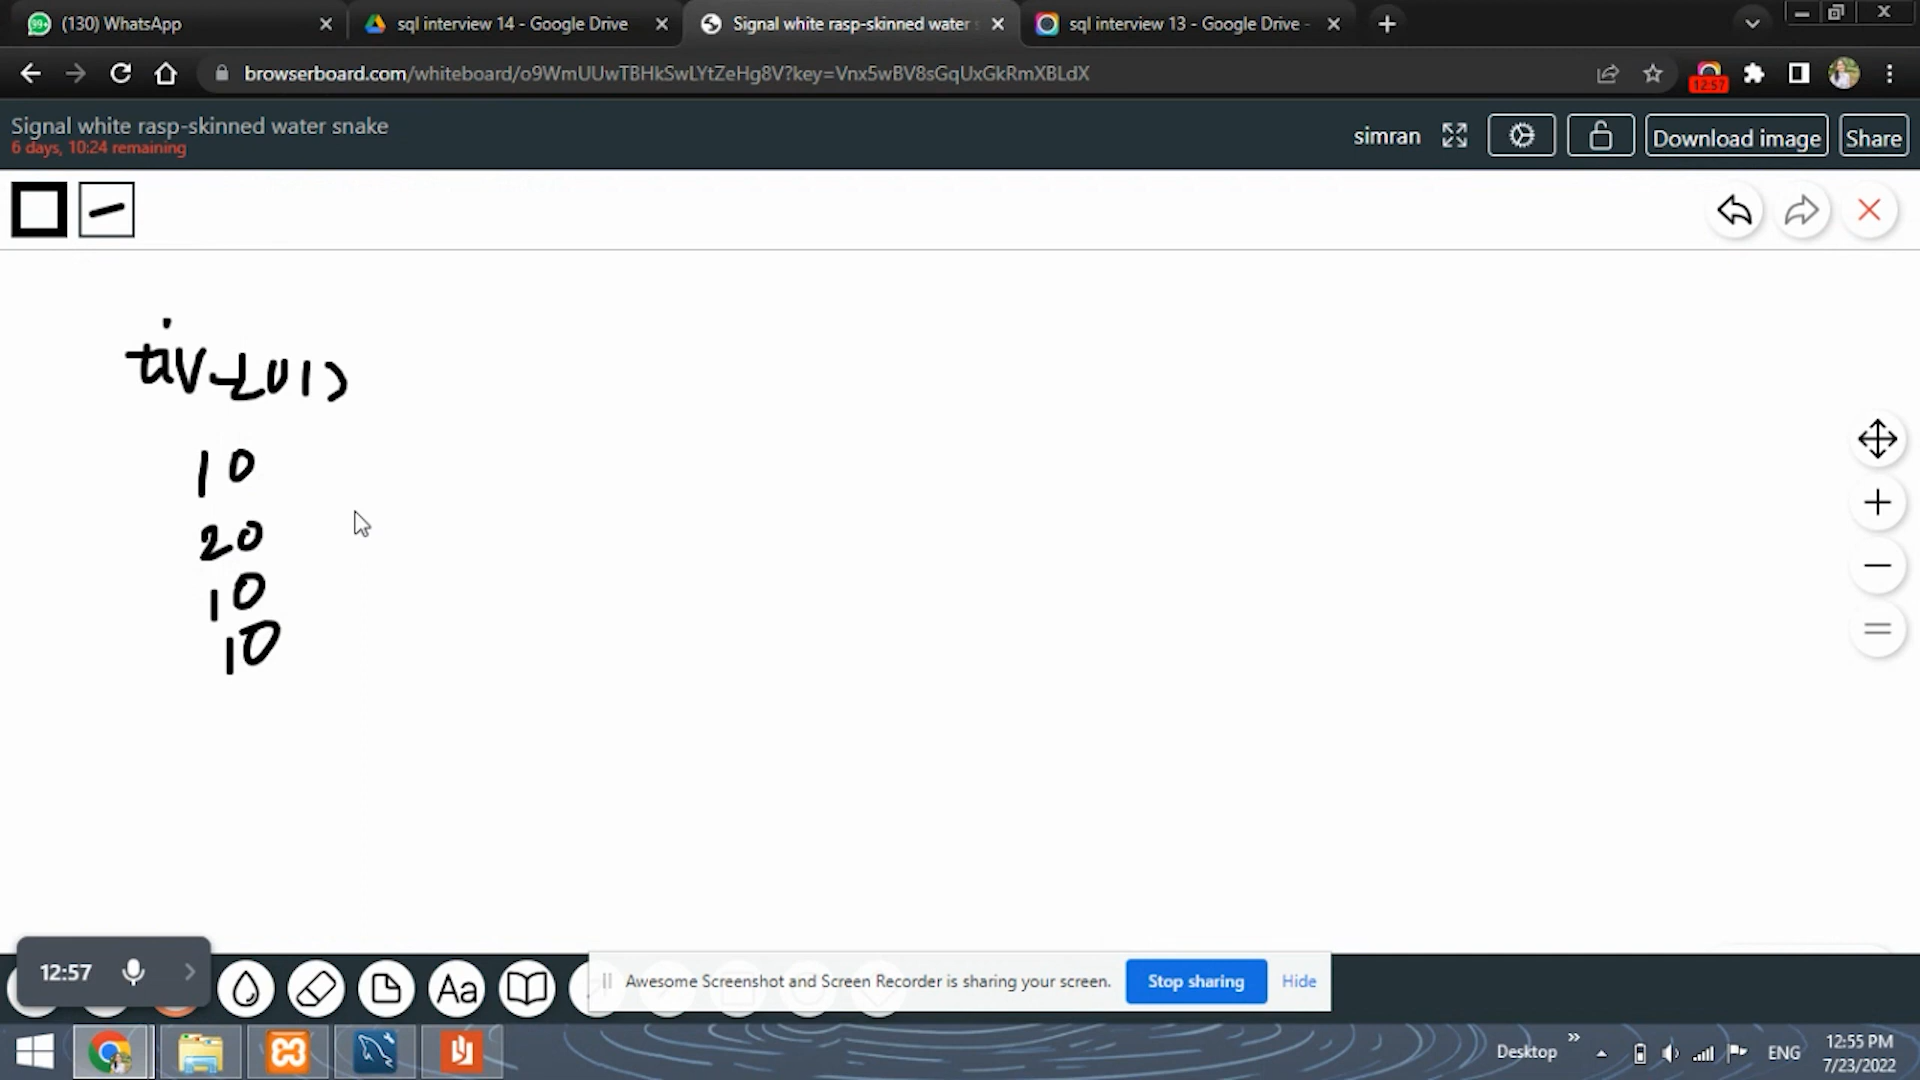 (130) WhatsApp
sql interview 14 - Google Drive
Signal white rasp-skinned water
sql interview 13 - Google Drive -
browserboard.com/whiteboard/o9WmUUwTBHkSwLYtZeHg8V?key=Vnx5wBV8sGqUxGkRmXBLdX
12:57
Signal white rasp-skinned water snake
6 days, 10:24 remaining
simran
Download image
Share
10
20
10
10
12:57
Aa
Awesome Screenshot and Screen Recorder is sharing your screen.
Stop sharing
Hide
Desktop
ENG
12:55 PM
7/23/2022